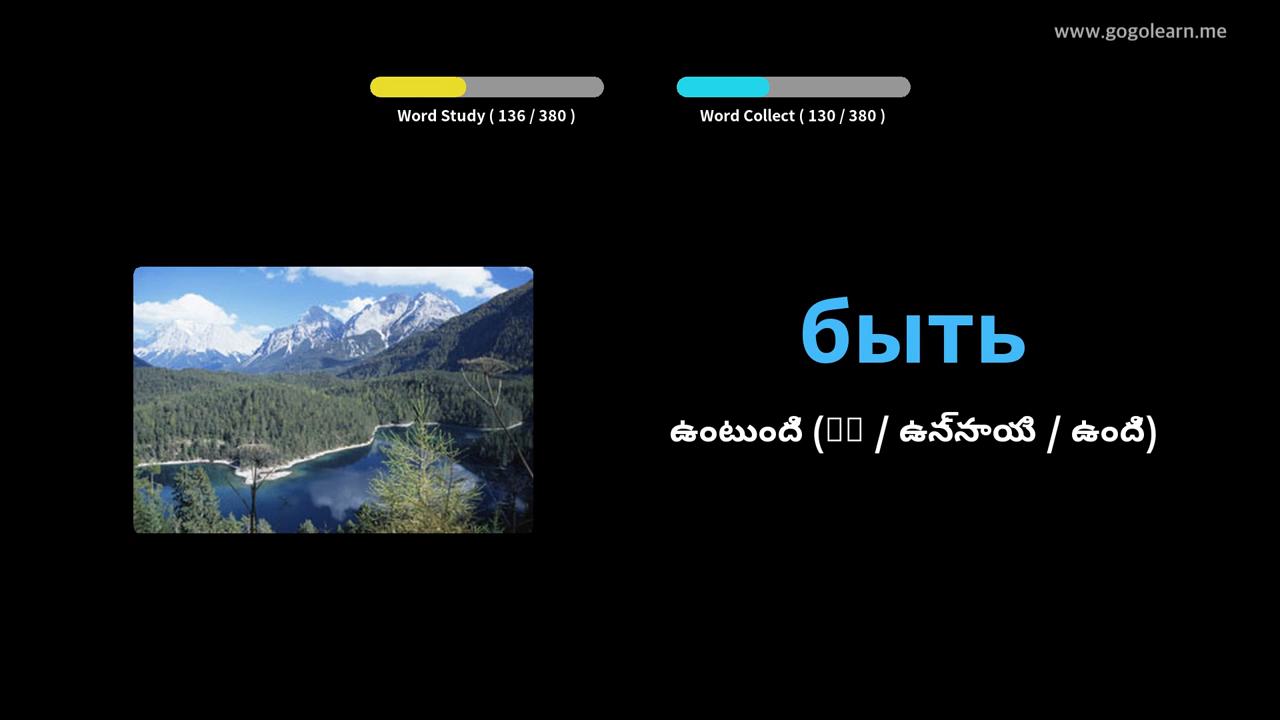 www.gogolearn.me
Word Study ( 136 / 380 )
Word Collect ( 130 / 380 )
быть
ఉంటుంది ( / ఉన్నాయి / ఉంది)